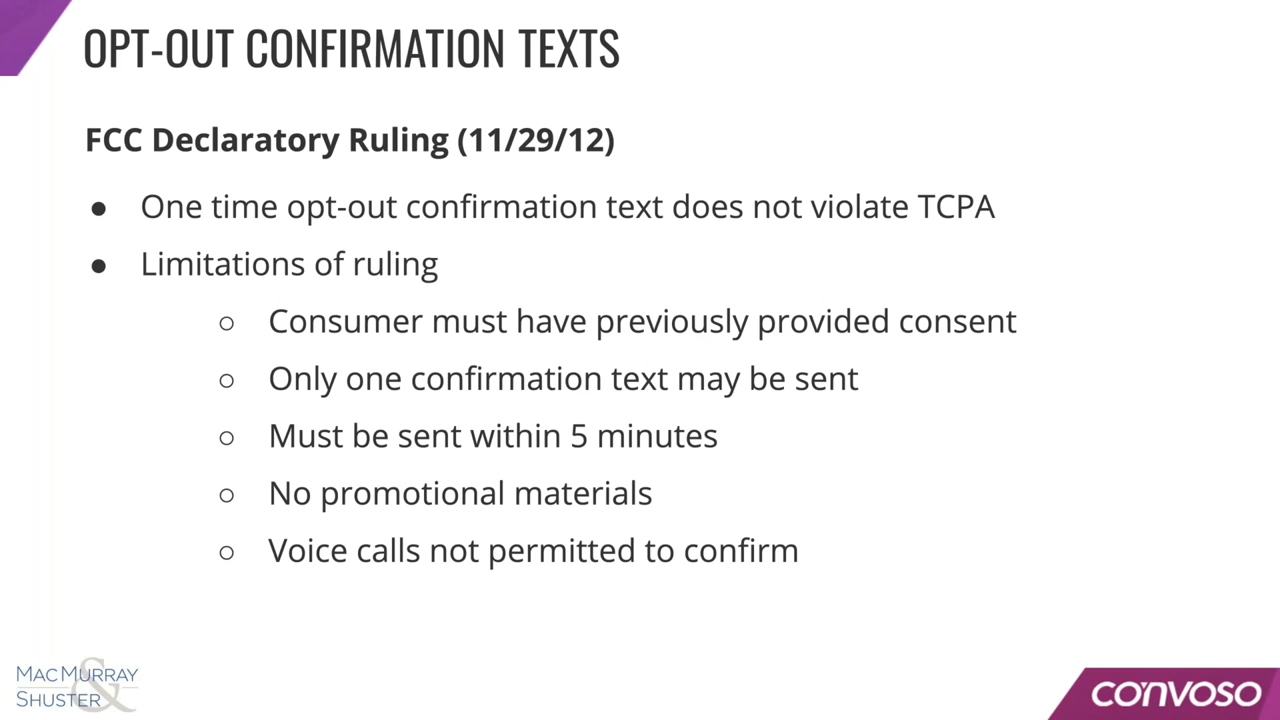 OPT-OUT CONFIRMATION TEXTS
FCC Declaratory Ruling (11/29/12)
● One time opt-out confirmation text does not violate TCPA
● Limitations of ruling
○ Consumer must have previously provided consent
○ Only one confirmation text may be sent
○ Must be sent within 5 minutes
○ No promotional materials
○ Voice calls not permitted to confirm
MACMURRAY
& SHUSTER
convoso